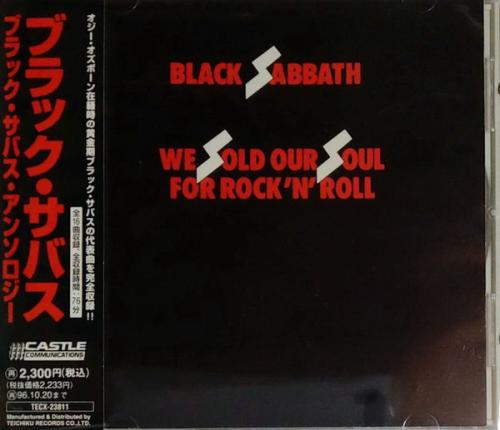 ブラック・サバス
ブラック・サバス・アンソロジー
オジー・オズボーン在籍時の黄金期ブラック・サバスの代表曲を完全収録!!
全16曲収録、全収録時間:76分
CASTLE
COMMUNICATIONS
再 2,300円(税込)
(税抜価格2,233円)
再 96.10.20まで
TECX-23811
Manufactured & Distributed by
TEICHIKU RECORDS CO., LTD.
BLACK SABBATH
WE SOLD OUR SOUL
FOR ROCK 'N' ROLL